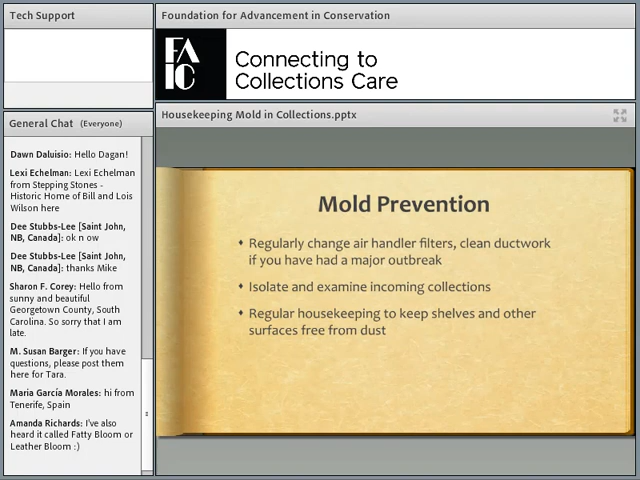 Tech Support
Foundation for Advancement in Conservation
FAIC
Connecting to
Collections Care
General Chat (Everyone)
Dawn Daluisio: Hello Dagan!
Lexi Echelman: Lexi Echelman
from Stepping Stones -
Historic Home of Bill and Lois
Wilson here
Dee Stubbs-Lee [Saint John,
NB, Canada]: ok n ow
Dee Stubbs-Lee [Saint John,
NB, Canada]: thanks Mike
Sharon F. Corey: Hello from
sunny and beautiful
Georgetown County, South
Carolina. So sorry that I am
late.
M. Susan Barger: If you have
questions, please post them
here for Tara.
Maria García Morales: hi from
Tenerife, Spain
Amanda Richards: I've also
heard it called Fatty Bloom or
Leather Bloom :)
Housekeeping Mold in Collections.pptx
Mold Prevention
Regularly change air handler filters, clean ductwork
if you have had a major outbreak
Isolate and examine incoming collections
Regular housekeeping to keep shelves and other
surfaces free from dust